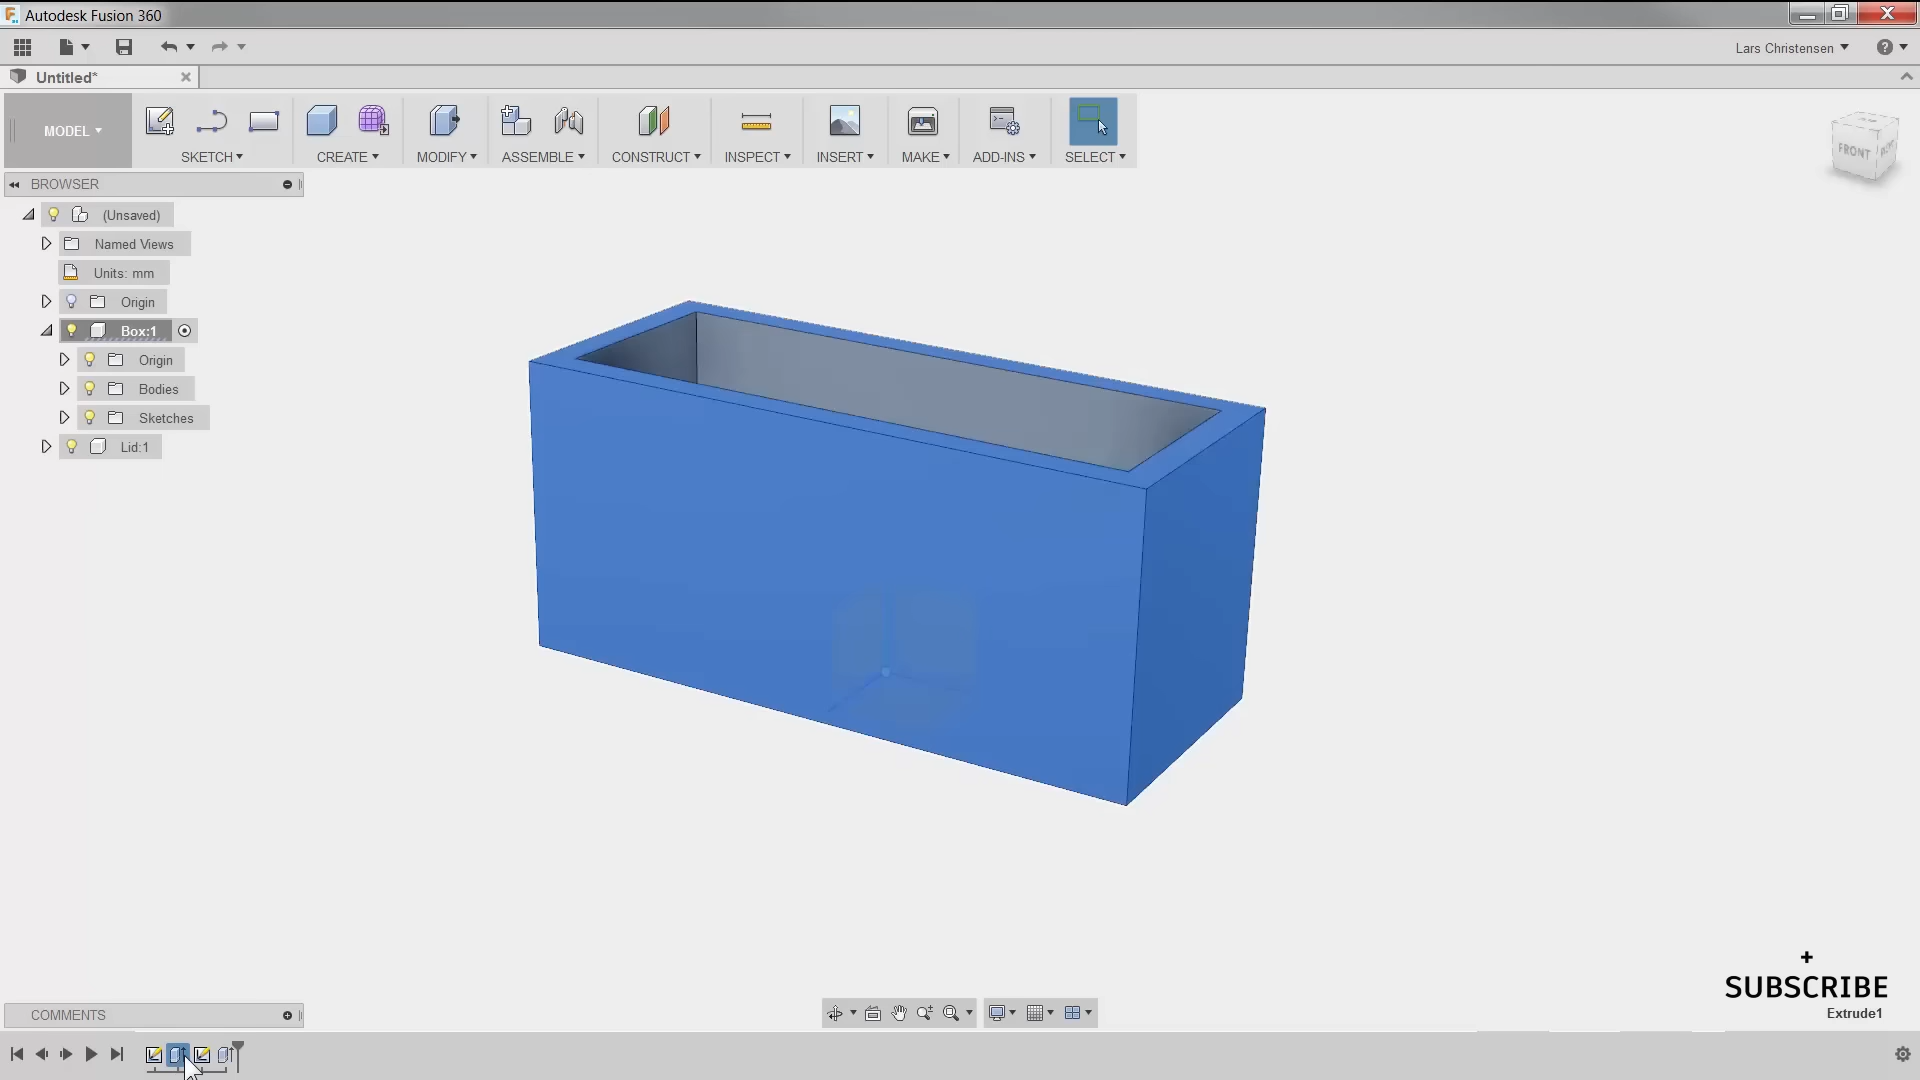 Autodesk Fusion 360
Lars Christensen
Untitled*
MODEL
SKETCH
CREATE
MODIFY
ASSEMBLE
CONSTRUCT
INSPECT
INSERT
MAKE
ADD-INS
SELECT
FRONT
BROWSER
(Unsaved)
Named Views
Units: mm
Origin
Box:1
Origin
Bodies
Sketches
Lid:1
+
SUBSCRIBE
Extrude1
COMMENTS